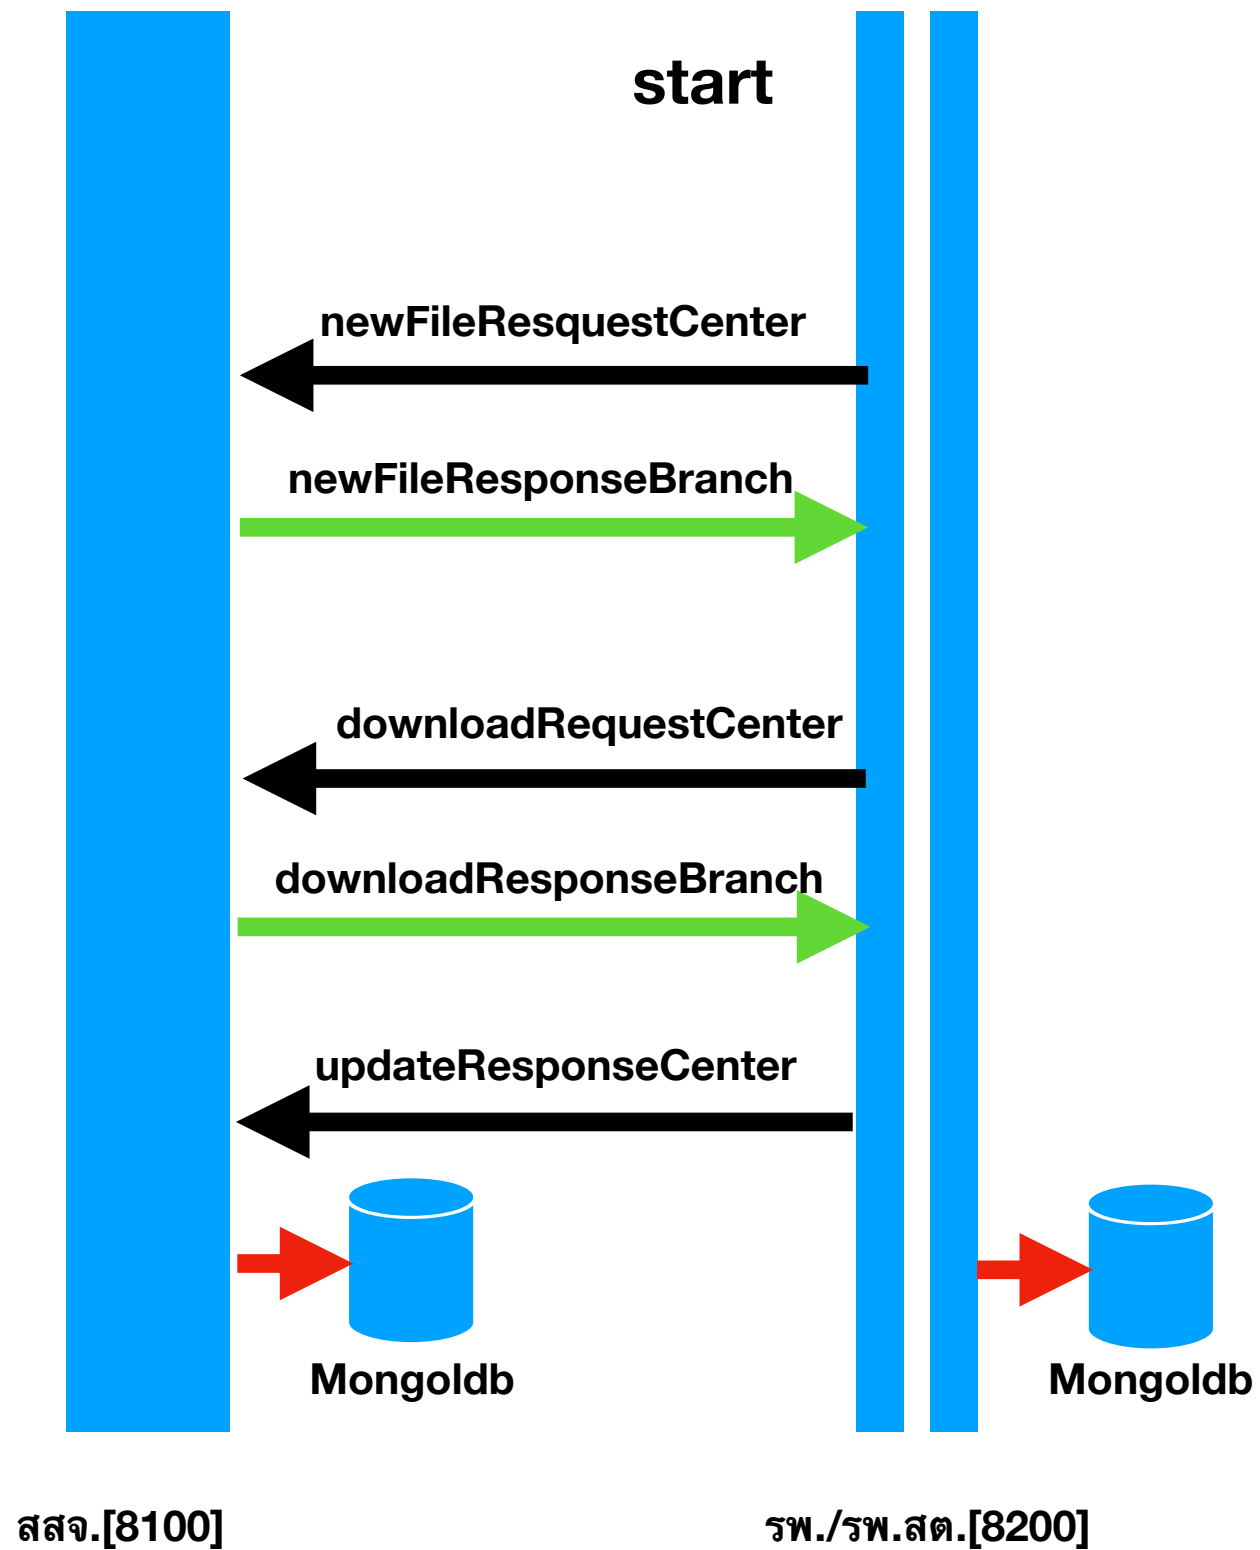 start
newFileResquestCenter
newFileResponseBranch
downloadRequestCenter
downloadResponseBranch
updateResponseCenter
Mongoldb
Mongoldb
สสจ.[8100]
รพ./รพ.สต.[8200]